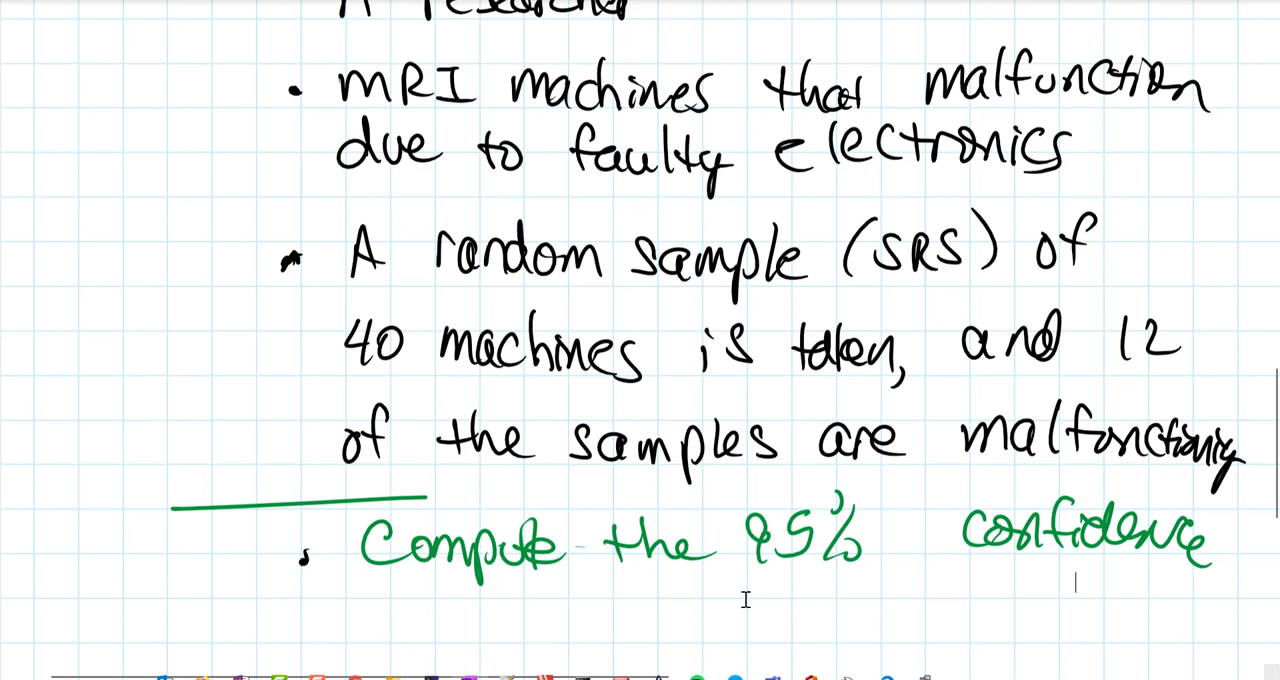 A researcher
• MRI machines that malfunction
due to faulty electronics
• A random sample (SRS) of
40 machines is taken, and 12
of the samples are malfunctioning
• Compute the 95% confidence